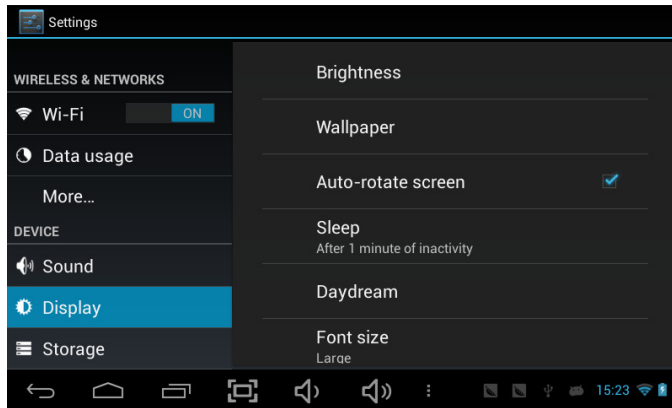 Settings
WIRELESS & NETWORKS
Wi-Fi ON
Data usage
More...
DEVICE
Sound
Display
Storage
Brightness
Wallpaper
Auto-rotate screen
Sleep
After 1 minute of inactivity
Daydream
Font size
Large
15:23